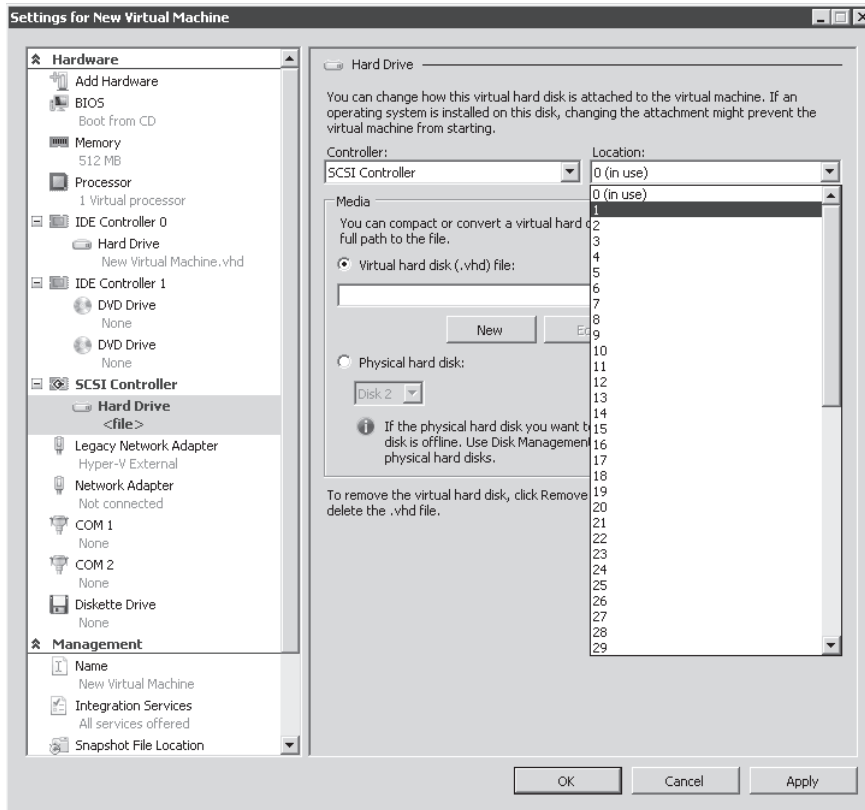 Settings for New Virtual Machine
Hardware
Add Hardware
BIOS
Boot from CD
Memory
512 MB
Processor
1 Virtual processor
IDE Controller 0
Hard Drive
New Virtual Machine.vhd
IDE Controller 1
DVD Drive
None
DVD Drive
None
SCSI Controller
Hard Drive
<file>
Legacy Network Adapter
Hyper-V External
Network Adapter
Not connected
COM 1
None
COM 2
None
Diskette Drive
None
Management
Name
New Virtual Machine
Integration Services
All services offered
Snapshot File Location
Hard Drive
You can change how this virtual hard disk is attached to the virtual machine. If an
operating system is installed on this disk, changing the attachment might prevent the
virtual machine from starting.
Controller:
SCSI Controller
Location:
0 (in use)
0 (in use)
1
2
3
4
5
6
7
8
9
10
11
12
13
14
15
16
17
18
19
20
21
22
23
24
25
26
27
28
29
Media
You can compact or convert a virtual hard
full path to the file.
Virtual hard disk (.vhd) file:
New
Physical hard disk:
Disk 2
If the physical hard disk you want
disk is offline. Use Disk Management
physical hard disks.
To remove the virtual hard disk, click Remove
delete the .vhd file.
OK
Cancel
Apply